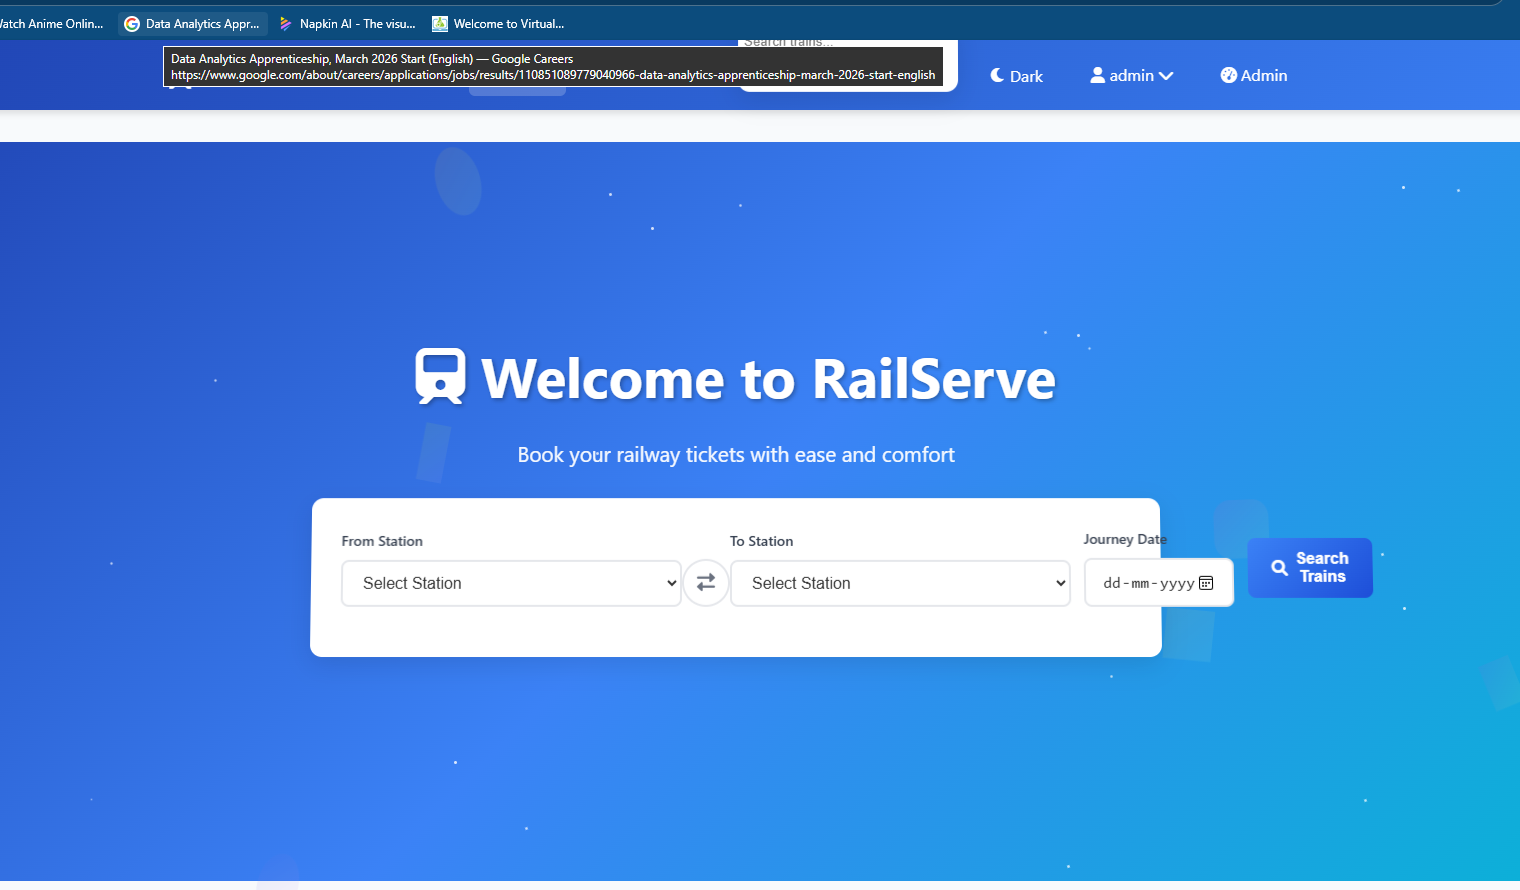 Watch Anime Onlin...
Data Analytics Appr...
Napkin AI - The visu...
Welcome to Virtual...
Search trains...
Data Analytics Apprenticeship, March 2026 Start (English) — Google Careers
https://www.google.com/about/careers/applications/jobs/results/110851089779040966-data-analytics-apprenticeship-march-2026-start-english
Dark
admin
Admin
Welcome to RailServe
Book your railway tickets with ease and comfort
From Station
To Station
Journey Date
Select Station
Select Station
dd-mm-yyyy
Search
Trains